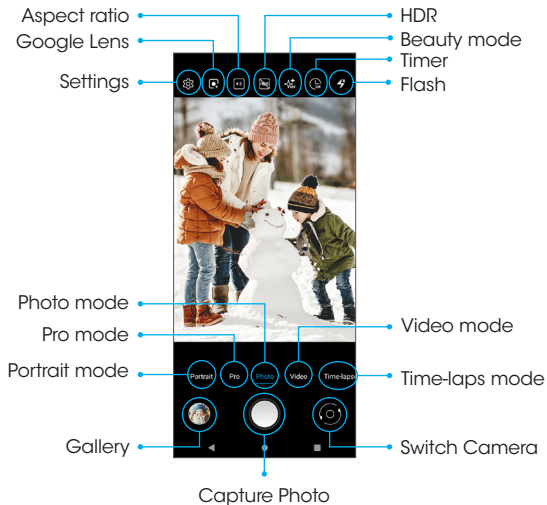 Aspect ratio
HDR
Google Lens
Beauty mode
Timer
Settings
Flash
Photo mode
Pro mode
Video mode
Portrait mode
Portrait
Pro
Photo
Video
Time-laps
Time-laps mode
Gallery
Switch Camera
Capture Photo